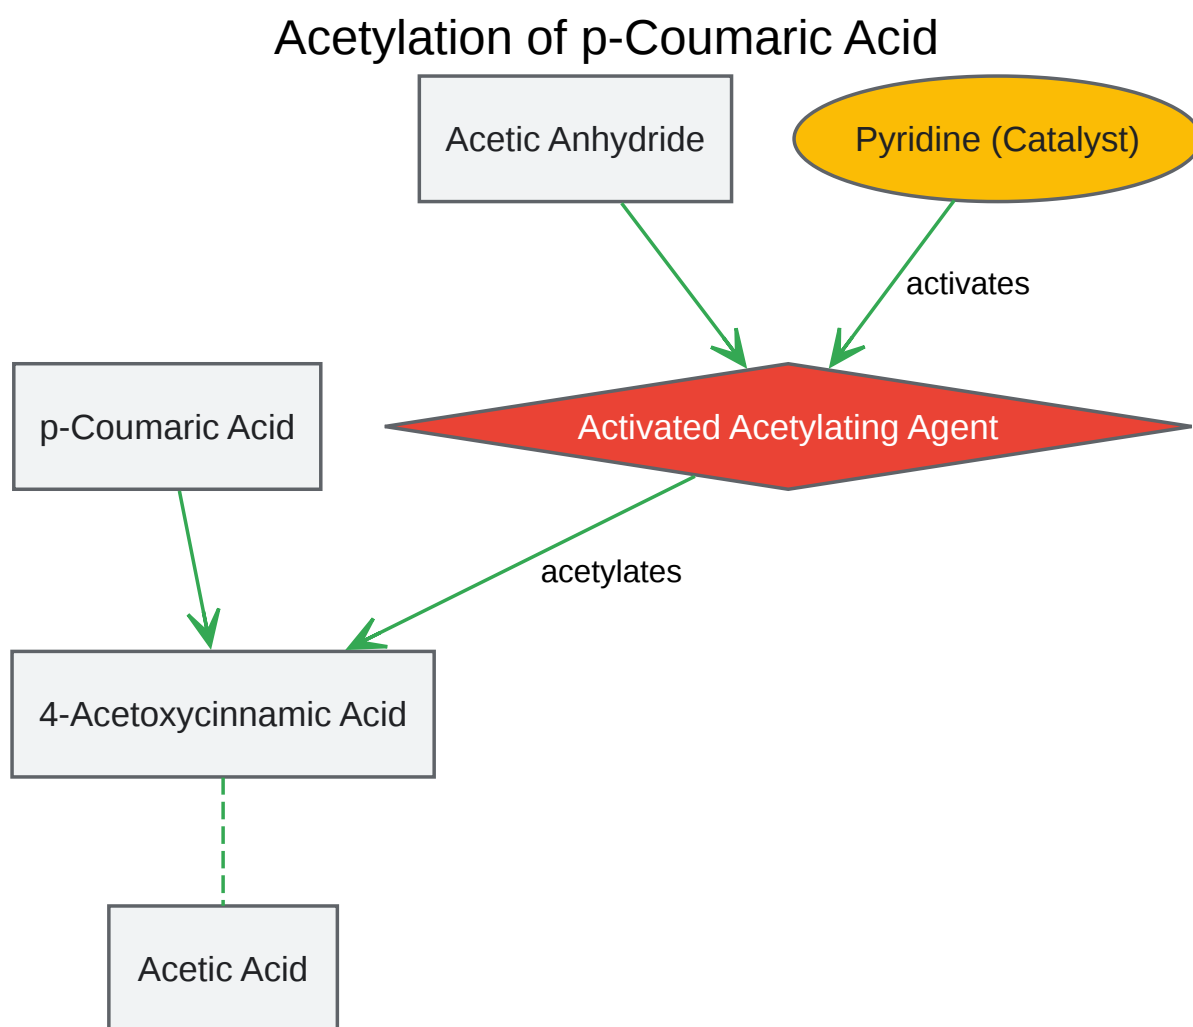 Acetylation of p-Coumaric Acid
Acetic Anhydride
Pyridine (Catalyst)
activates
p-Coumaric Acid
Activated Acetylating Agent
acetylates
4-Acetoxycinnamic Acid
Acetic Acid